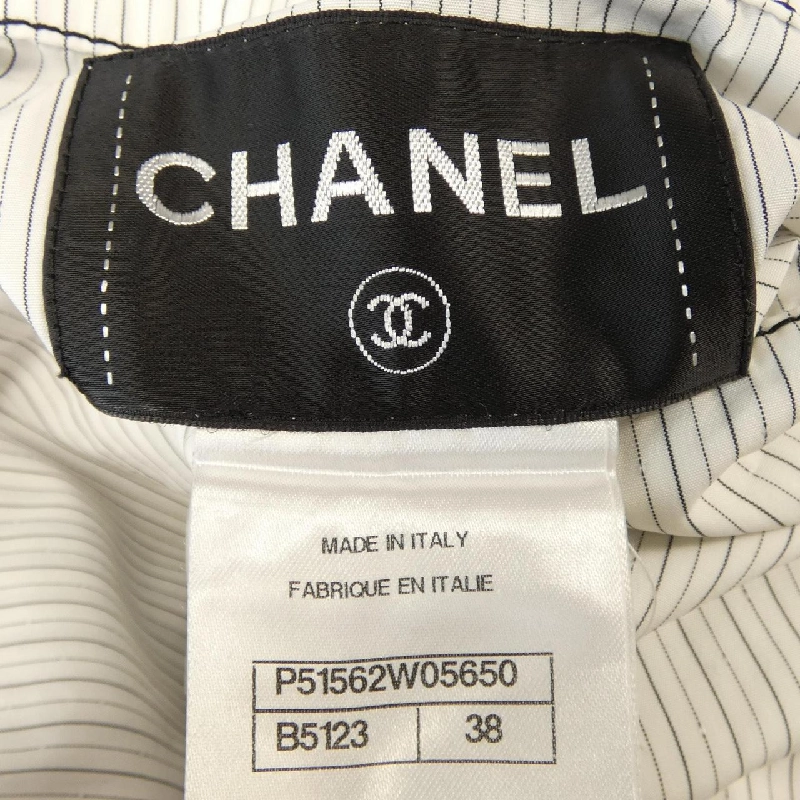 CHANEL
MADE IN ITALY
FABRIQUE EN ITALIE
P51562W05650
B5123 38